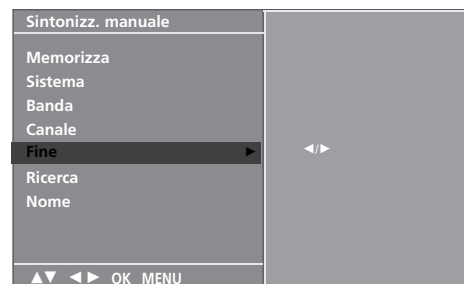 Sintonizz. manuale
Memorizza
Sistema
Banda
Canale
Fine ▶ ◀/▶
Ricerca
Nome
▲▼ ◀ ▶ OK MENU